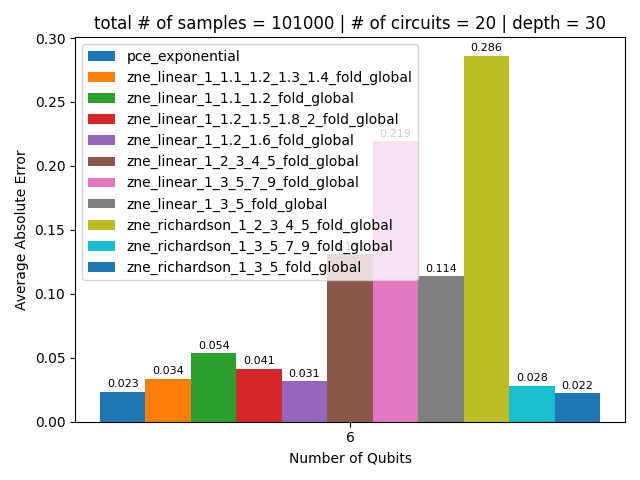 total # of samples = 101000 | # of circuits = 20 | depth = 30
Average Absolute Error
0.30
0.25
0.20
0.15
0.10
0.05
0.00
pce_exponential
zne_linear_1_1.1_1.2_1.3_1.4_fold_global
zne_linear_1_1.1_1.2_fold_global
zne_linear_1_1.2_1.5_1.8_2_fold_global
zne_linear_1_1.2_1.6_fold_global
zne_linear_1_2_3_4_5_fold_global
zne_linear_1_3_5_7_9_fold_global
zne_linear_1_3_5_fold_global
zne_richardson_1_2_3_4_5_fold_global
zne_richardson_1_3_5_7_9_fold_global
zne_richardson_1_3_5_fold_global
0.023
0.034
0.054
0.041
0.031
0.219
0.114
0.286
0.028
0.022
6
Number of Qubits